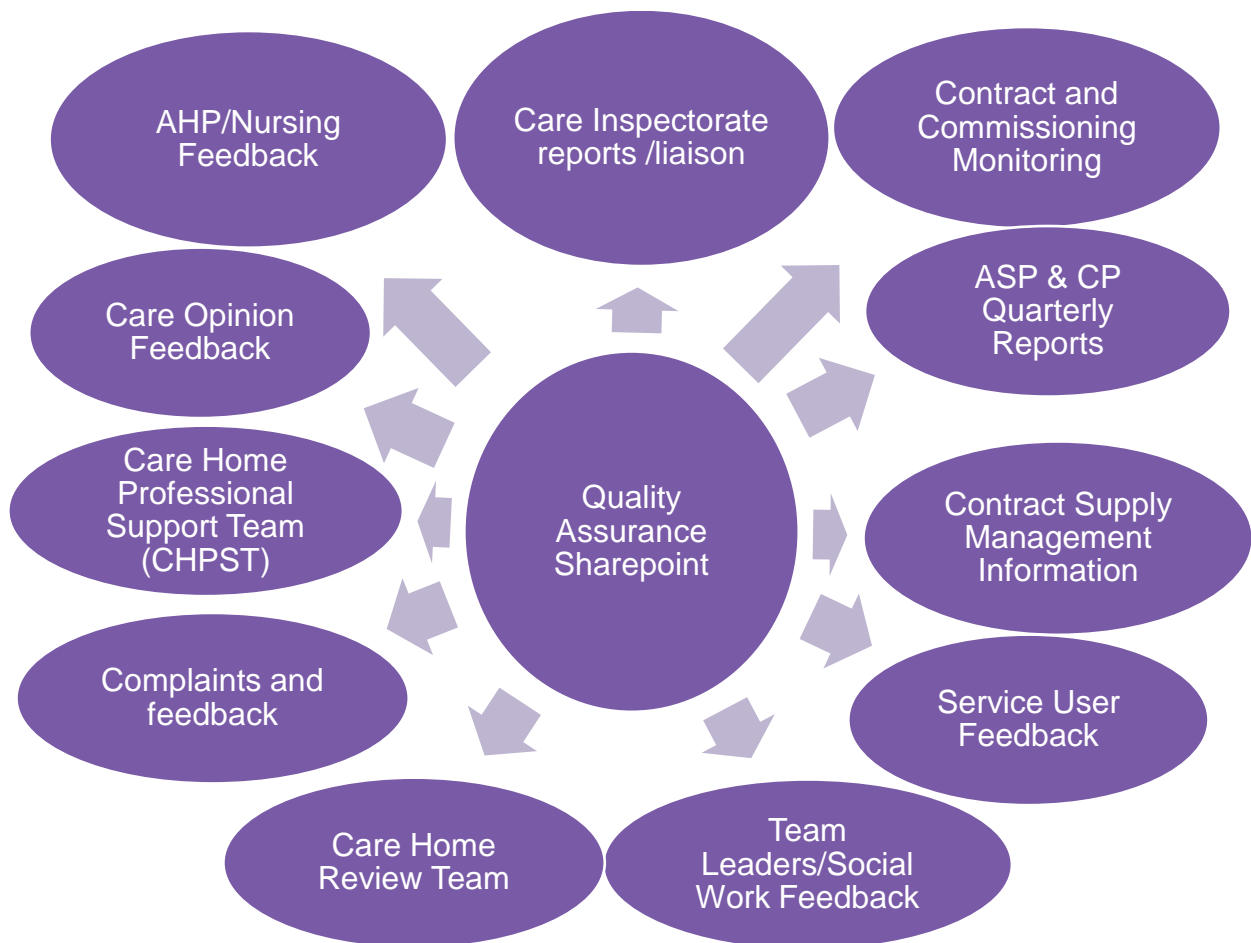 AHP/Nursing
Feedback
Care Inspectorate
reports /liaison
Contract and
Commissioning
Monitoring
Care Opinion
Feedback
ASP & CP
Quarterly
Reports
Care Home
Professional
Support Team
(CHPST)
Quality
Assurance
Sharepoint
Contract Supply
Management
Information
Complaints and
feedback
Service User
Feedback
Care Home
Review Team
Team
Leaders/Social
Work Feedback